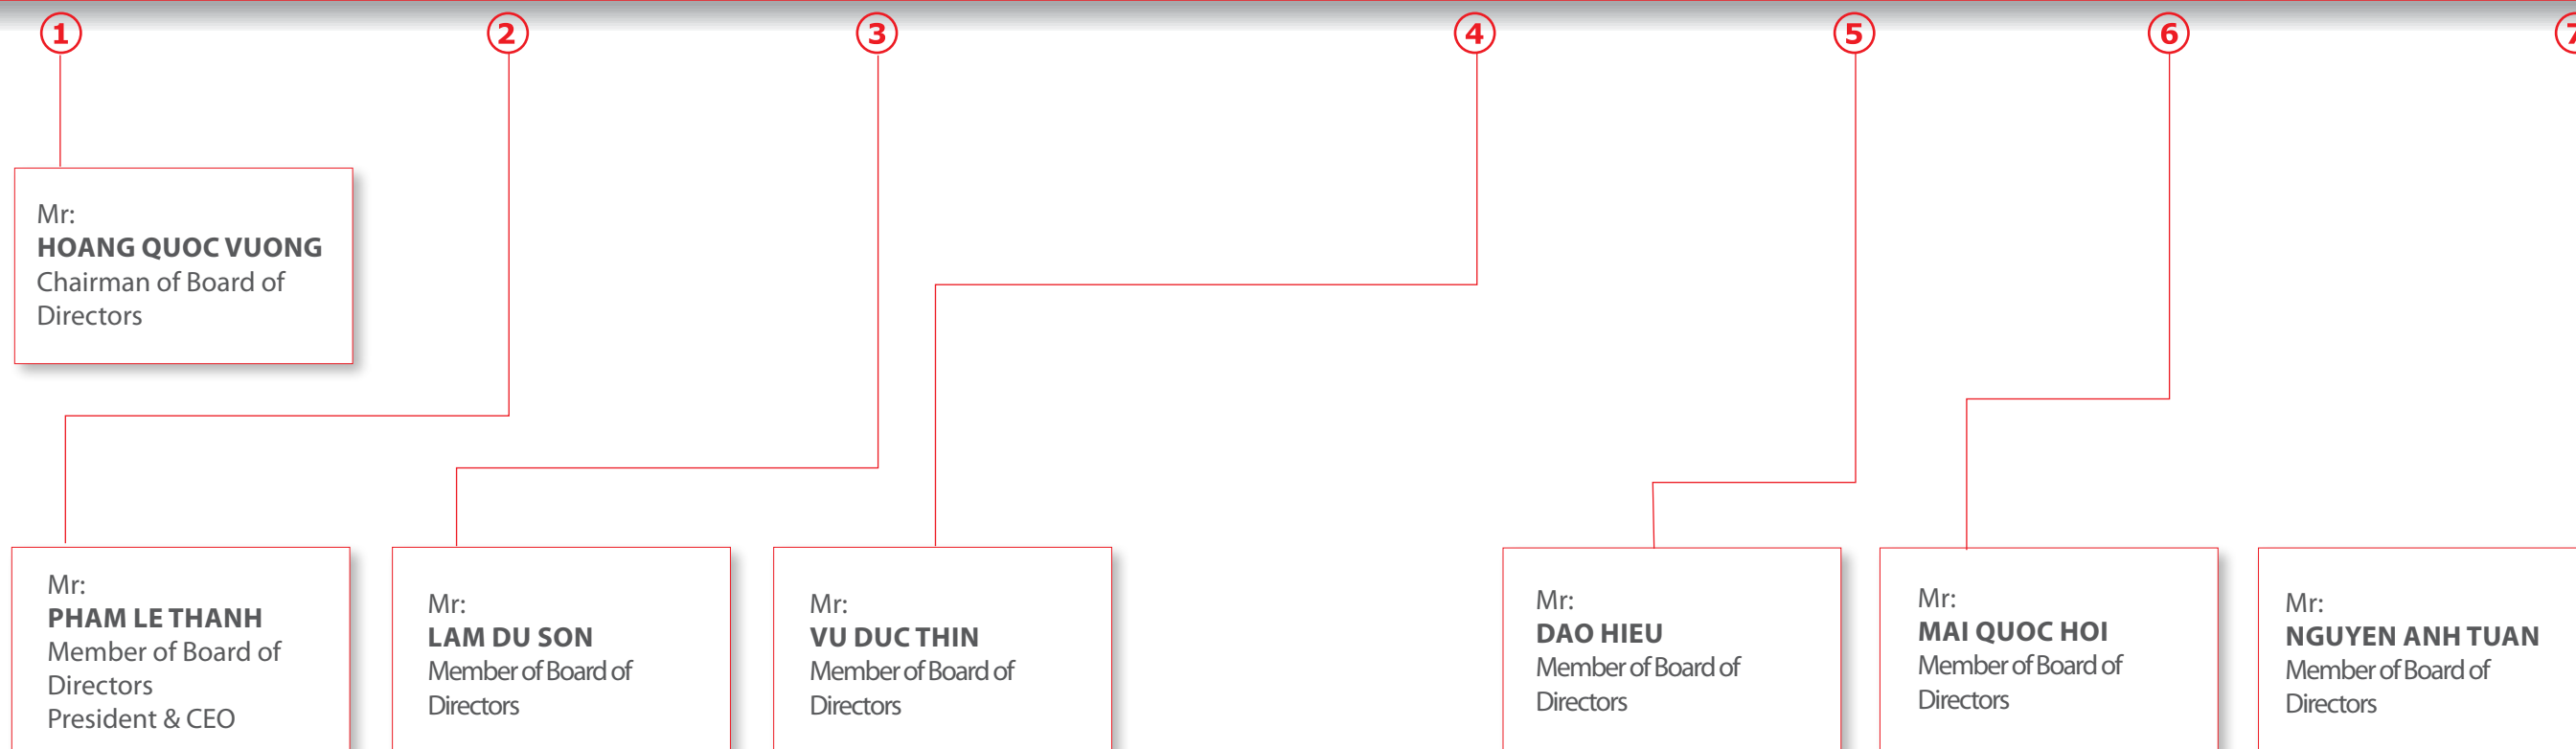 1
2
3
4
5
6
7
Mr:
HOANG QUOC VUONG
Chairman of Board of
Directors
Mr:
PHAM LE THANH
Member of Board of
Directors
President & CEO
Mr:
LAM DU SON
Member of Board of
Directors
Mr:
VU DUC THIN
Member of Board of
Directors
Mr:
DAO HIEU
Member of Board of
Directors
Mr:
MAI QUOC HOI
Member of Board of
Directors
Mr:
NGUYEN ANH TUAN
Member of Board of
Directors